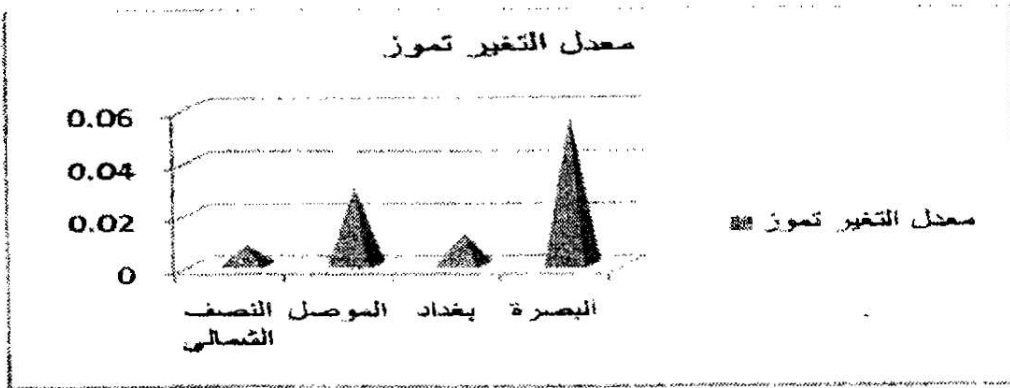 معدل التغير تموز
0.06
0.04
0.02
0
النصف الشمالي
الموصل
بغداد
البصرة
معدل التغير تموز